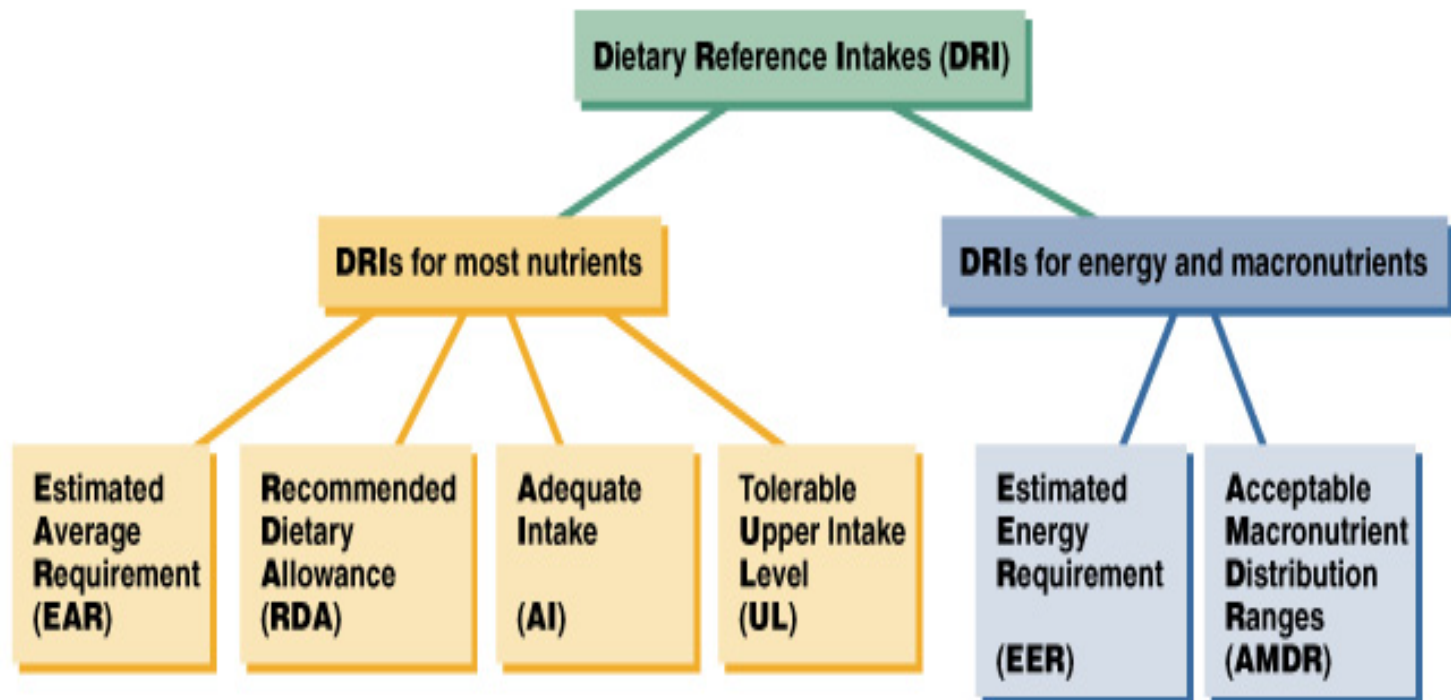 Dietary Reference Intakes (DRI)
DRIs for most nutrients
DRIs for energy and macronutrients
Estimated
Average
Requirement
(EAR)
Recommended
Dietary
Allowance
(RDA)
Adequate
Intake
(AI)
Tolerable
Upper Intake
Level
(UL)
Estimated
Energy
Requirement
(EER)
Acceptable
Macronutrient
Distribution
Ranges
(AMDR)